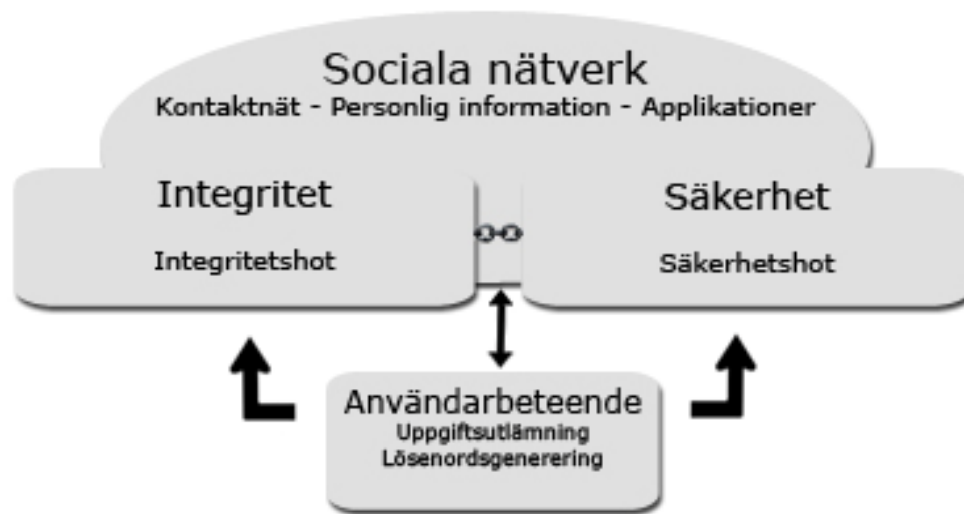 Sociala nätverk
Kontaktnät - Personlig information - Applikationer
Integritet
Integritetshot
Säkerhet
Säkerhetshot
Användarbeteende
Uppgiftsutlämning
Lösenordsgenerering